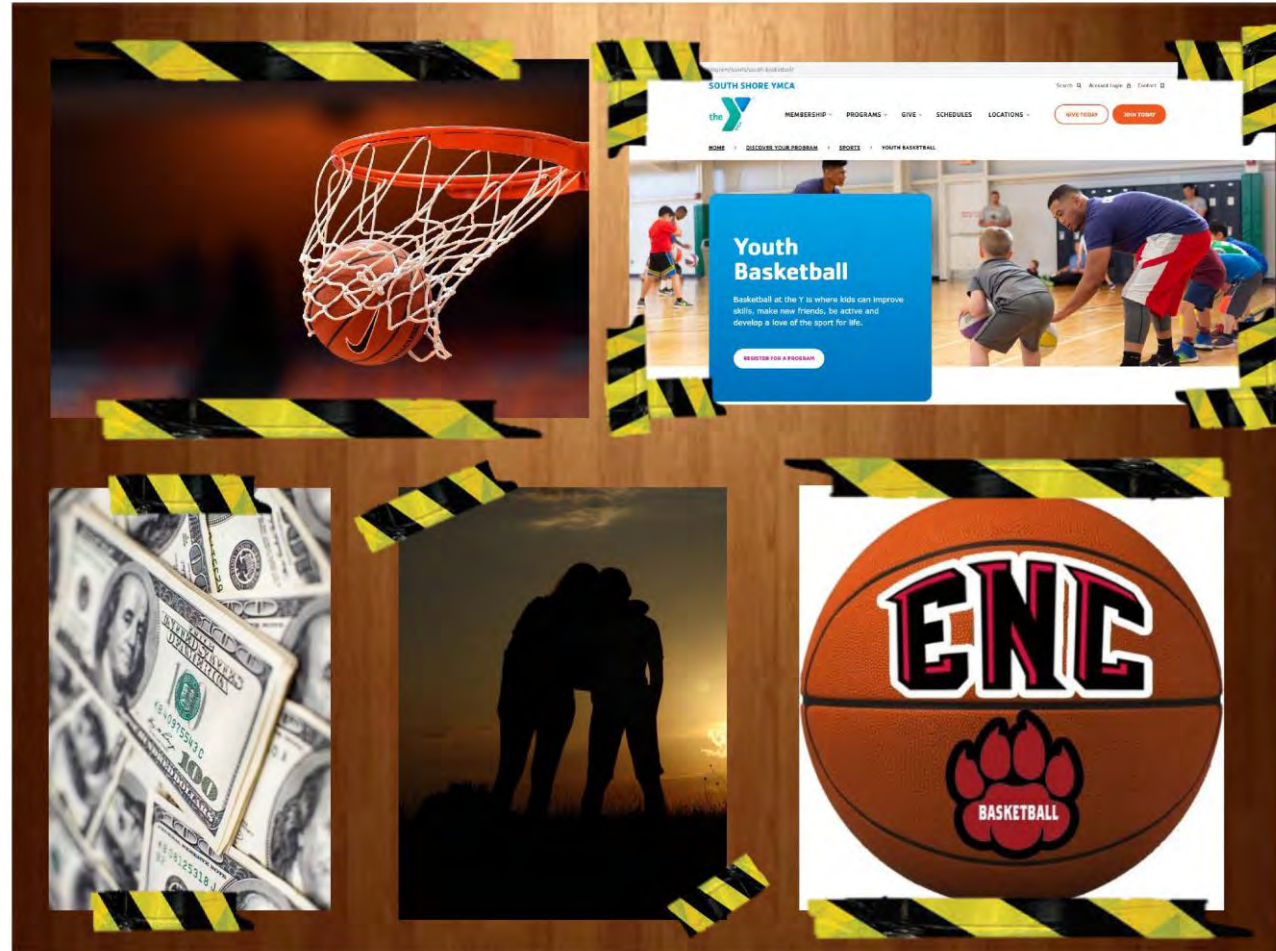 SOUTH SHORE YMCA
Search Account Login Contact
the
MEMBERSHIP PROGRAMS GIVE SCHEDULES LOCATIONS GIVE TODAY JOIN TODAY
HOME DISCOVER YOUR PROGRAM SPORTS YOUTH BASKETBALL
Youth
Basketball
Basketball at the Y is where kids can improve
skills, make new friends, be active and
develop a love of the sport for life.
REGISTER FOR A PROGRAM
100
ENC
BASKETBALL